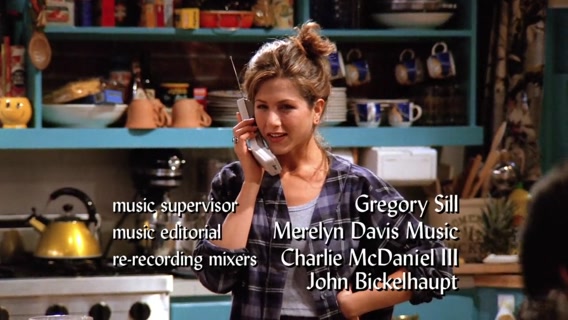 music supervisor Gregory Sill
music editorial Merelyn Davis Music
re-recording mixers Charlie McDaniel III
John Bickelhaupt